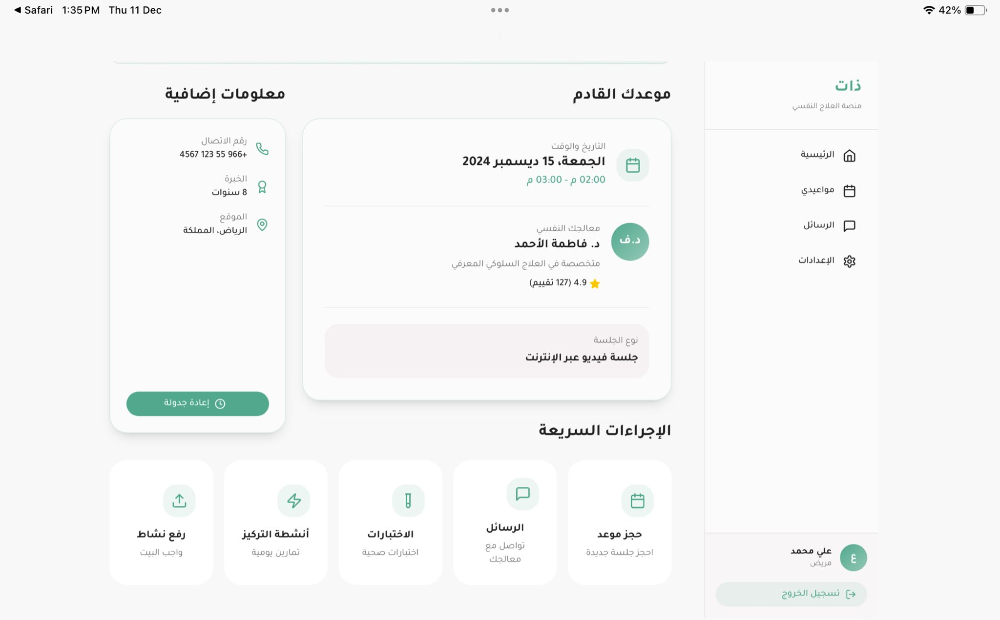 Safari 1:35 PM Thu 11 Dec
42%
ذات
منصة العلاج النفسي
الرئيسية
مواعيدي
الرسائل
الإعدادات
علي محمد
ع
مريض
تسجيل الخروج
موعدك القادم
التاريخ والوقت
الجمعة، 15 ديسمبر 2024
02:00 م - 03:00 م
د.ف
معالجك النفسي
د. فاطمة الأحمد
متخصصة في العلاج السلوكي المعرفي
4.9 (127 تقييم)
نوع الجلسة
جلسة فيديو عبر الإنترنت
معلومات إضافية
رقم الاتصال
+966 55 123 4567
الخبرة
8 سنوات
الموقع
الرياض، المملكة
إعادة جدولة
الإجراءات السريعة
حجز موعد
احجز جلسة جديدة
الرسائل
تواصل مع
معالجك
الاختبارات
اختبارات صحية
أنشطة التركيز
تمارين يومية
رفع نشاط
واجب البيت